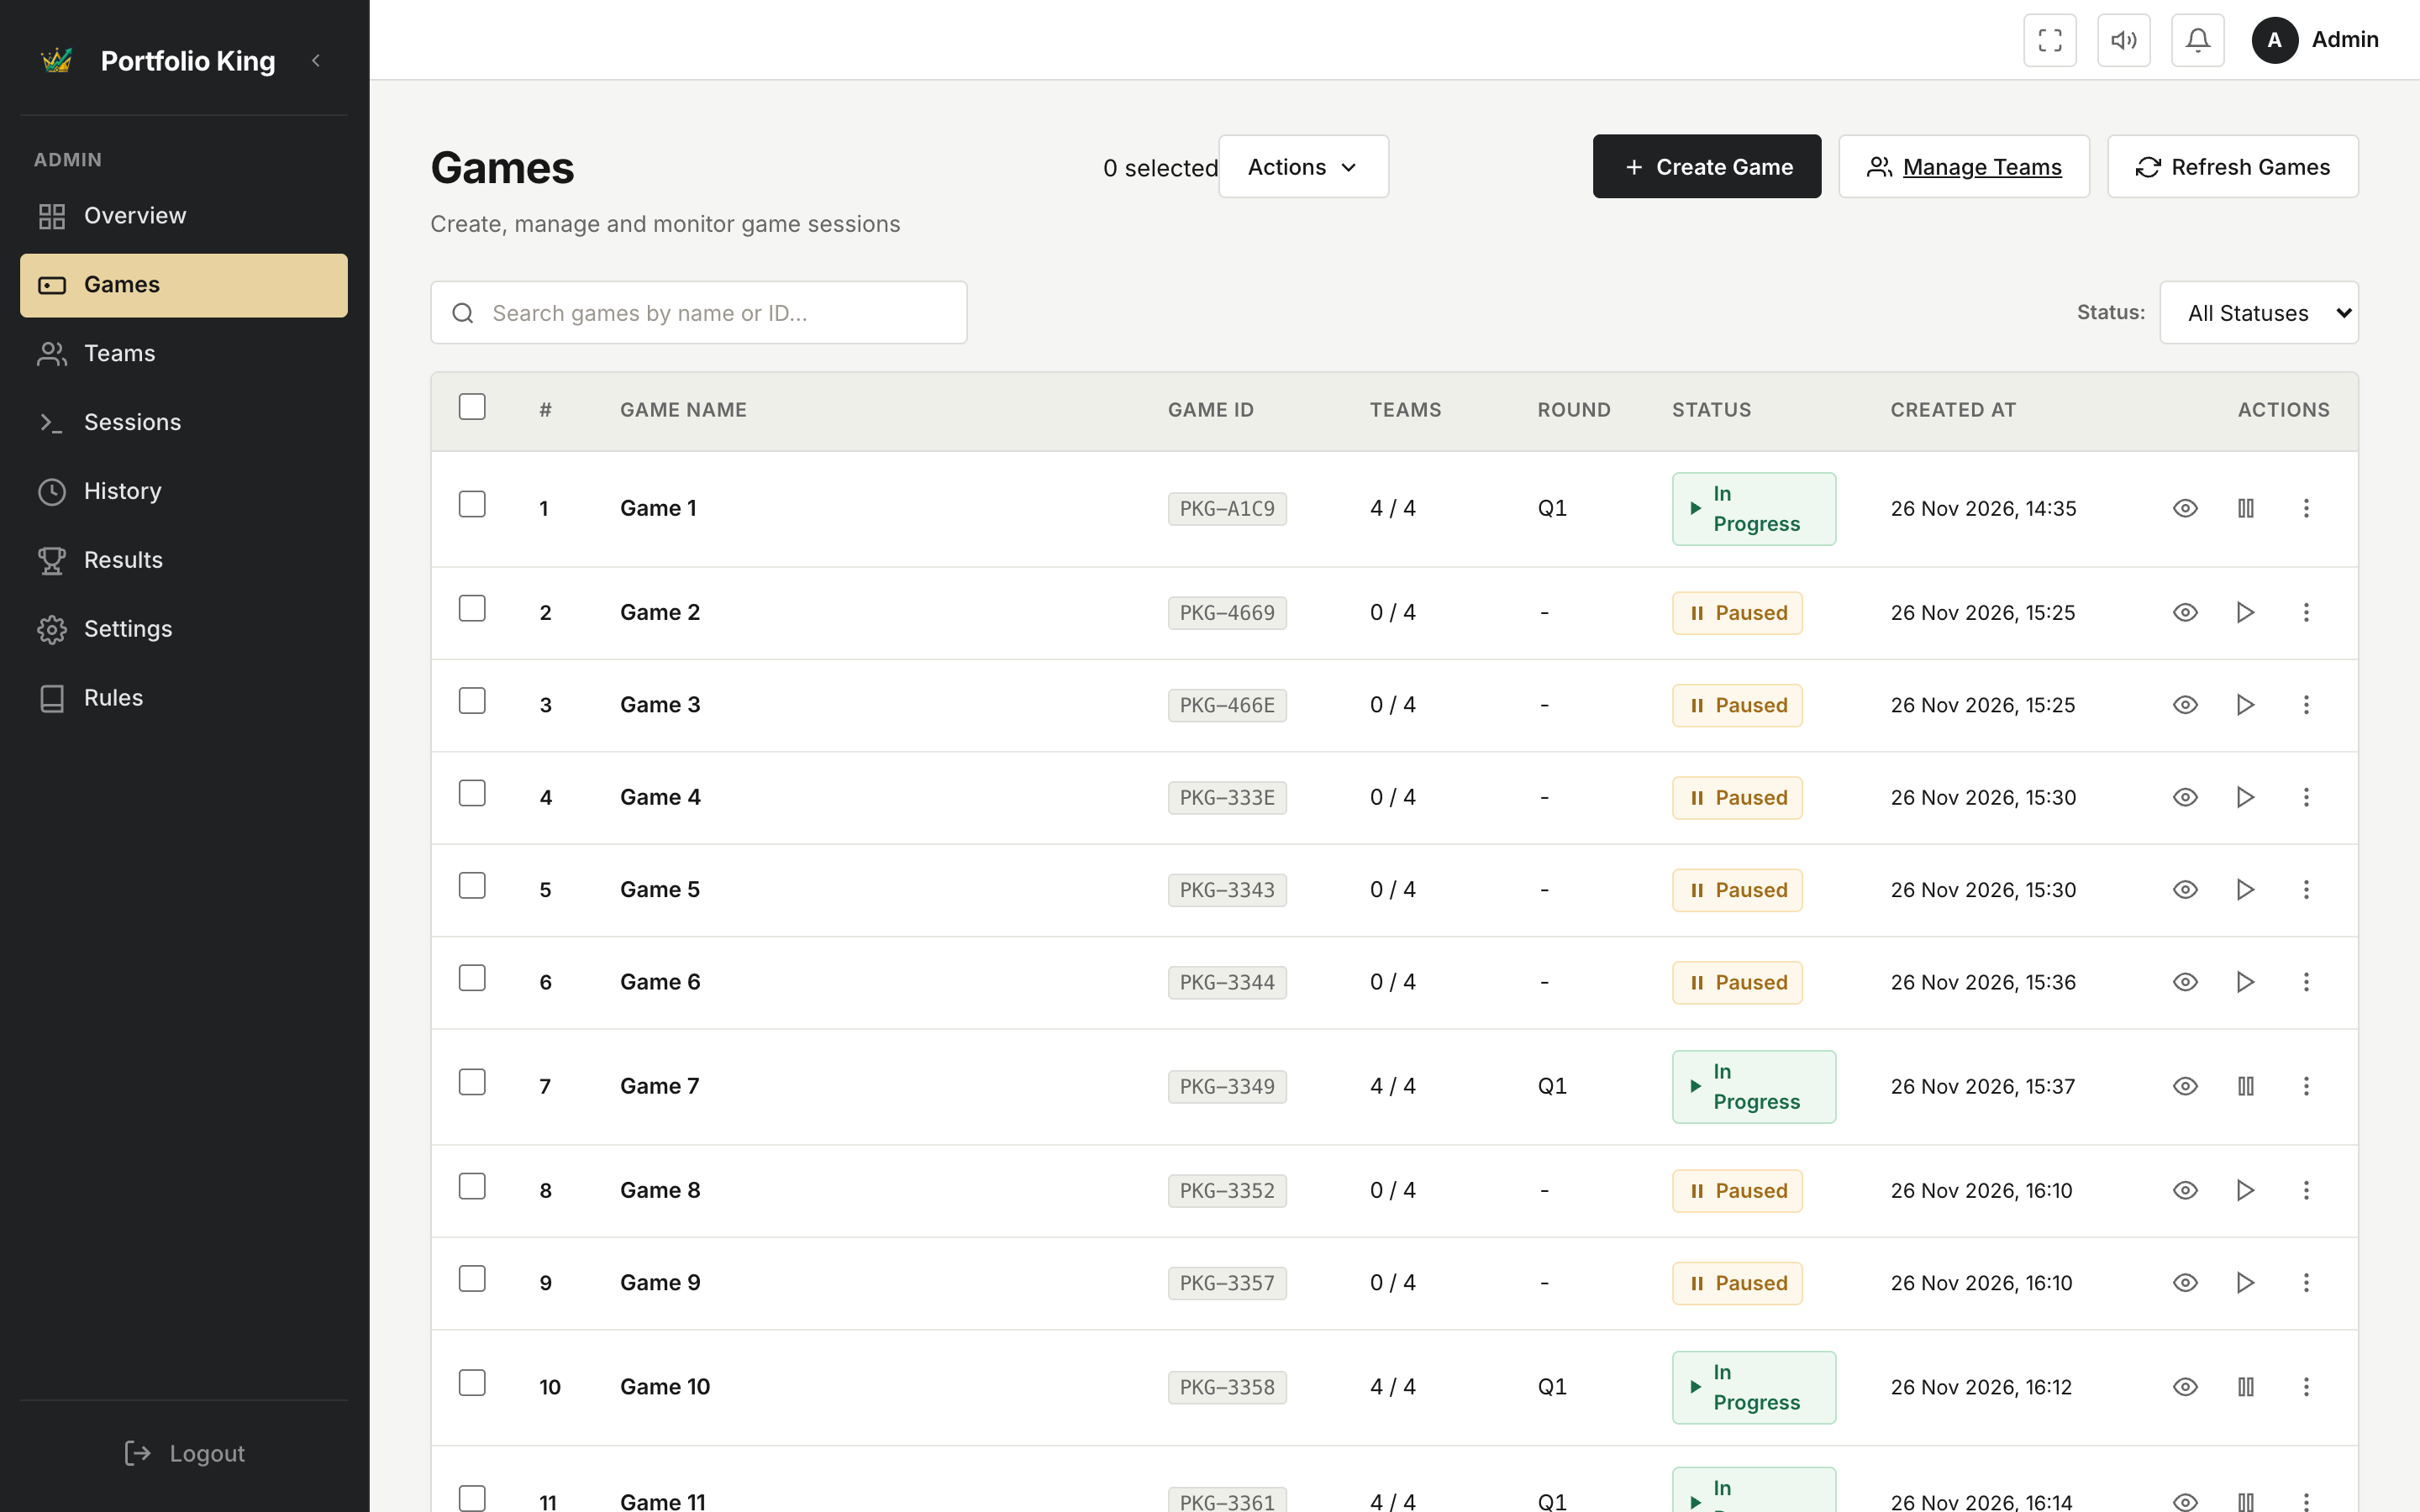 Portfolio King
ADMIN
Overview
Games
Teams
Sessions
History
Results
Settings
Rules
Logout
A Admin
Games
0 selected Actions
+ Create Game
Manage Teams
Refresh Games
Create, manage and monitor game sessions
Search games by name or ID...
Status: All Statuses
# GAME NAME GAME ID TEAMS ROUND STATUS CREATED AT ACTIONS
1 Game 1 PKG-A1C9 4 / 4 Q1 In Progress 26 Nov 2026, 14:35
2 Game 2 PKG-4669 0 / 4 - Paused 26 Nov 2026, 15:25
3 Game 3 PKG-466E 0 / 4 - Paused 26 Nov 2026, 15:25
4 Game 4 PKG-333E 0 / 4 - Paused 26 Nov 2026, 15:30
5 Game 5 PKG-3343 0 / 4 - Paused 26 Nov 2026, 15:30
6 Game 6 PKG-3344 0 / 4 - Paused 26 Nov 2026, 15:36
7 Game 7 PKG-3349 4 / 4 Q1 In Progress 26 Nov 2026, 15:37
8 Game 8 PKG-3352 0 / 4 - Paused 26 Nov 2026, 16:10
9 Game 9 PKG-3357 0 / 4 - Paused 26 Nov 2026, 16:10
10 Game 10 PKG-3358 4 / 4 Q1 In Progress 26 Nov 2026, 16:12
11 Game 11 PKG-3361 4 / 4 Q1 In 26 Nov 2026, 16:14